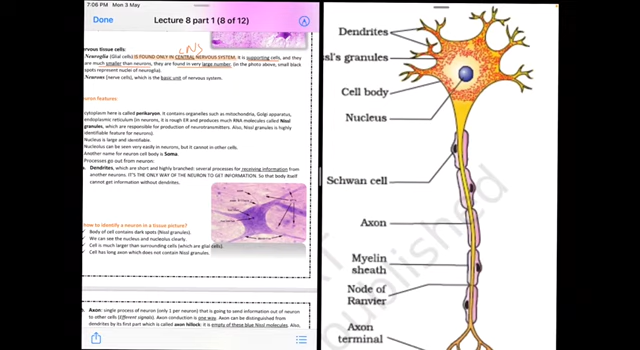 7:06 PM Mon 3 May
Done
Lecture 8 part 1 (8 of 12)
CNS
ervous tissue cells:
Neuroglia (Glial cells) IS FOUND ONLY IN CENTRAL NERVOUS SYSTEM. It is supporting cells, and they
are much smaller than neurons, they are found in very large number. (in the photo above, small black
spots represent nuclei of neuroglia).
Neurons (nerve cells), which is the basic unit of nervous system.
uron features
cytoplasm here is called perikaryon. It contains organelles such as mitochondria, Golgi apparatus,
endoplasmic reticulum (in neurons, it is rough ER and produces much RNA molecules called Nissl
granules, which are responsible for production of neurotransmitters. Also, Nissl granules is highly
identifiable feature for neurons).
Nucleus is large and identifiable.
Nucleolus can be seen very easily in neurons, but it cannot in other cells.
Another name for neuron cell body is Soma.
Processes go out from neuron:
a. Dendrites, which are short and highly branched: several processes for receiving information from
another neurons. IT'S THE ONLY WAY OF THE NEURON TO GET INFORMATION. So that body itself
cannot get information without dendrites.
how to identify a neuron in a tissue picture?
✓ Body of cell contains dark spots (Nissl granules).
✓ We can see the nucleus and nucleolus clearly.
✓ Cell is much larger than surrounding cells (which are glial cells).
✓ Cell has long axon which does not contain Nissl granules.
b. Axon: single process of neuron (only 1 per neuron) that is going to send information out of neuron
to other cells (Efferent signals). Axon conduction is one way. Axon can be distinguished from
dendrites by its first part which is called axon hillock: it is empty of these blue Nissl molecules. Also,
Dendrites
sl's granules
Cell body
Nucleus
Schwan cell
Axon
Myelin
sheath
Node of
Ranvier
Axon
terminal
published